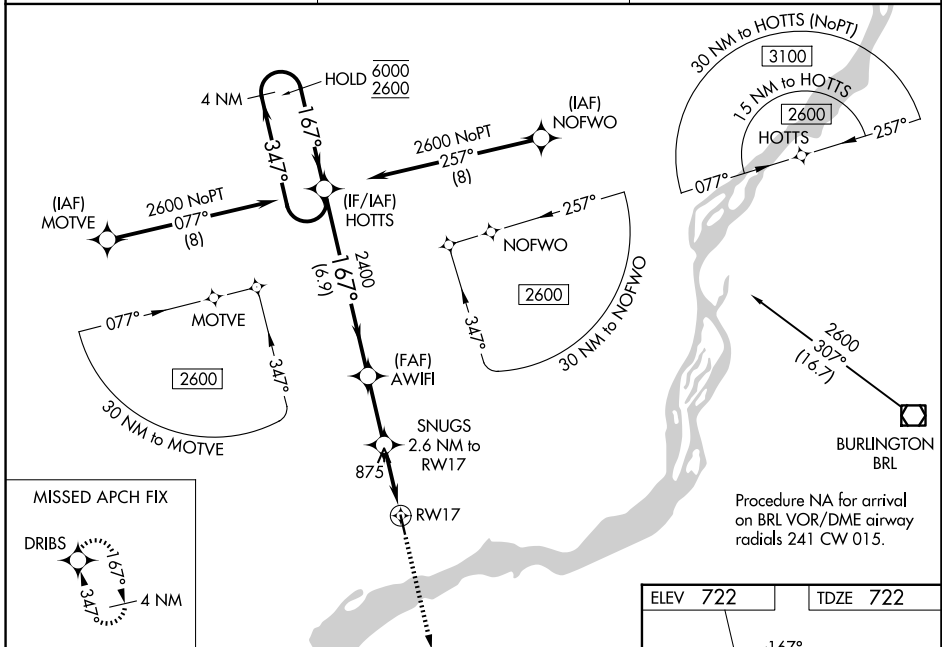 30 NM to HOTTS (NoPT)
3100
15 NM to HOTTS
2600
HOTTS
077°
257°
HOLD 6000
2600
4 NM
167°
347°
(IAF)
NOFWO
2600 NoPT
257°
(8)
(IAF)
MOTVE
2600 NoPT
077°
(8)
(IF/IAF)
HOTTS
2400
167°
(6.9)
257°
NOFWO
2600
347°
30 NM to NOFWO
077°
MOTVE
2600
347°
30 NM to MOTVE
(FAF)
AWIFI
SNUGS
2.6 NM to
RW17
875
RW17
2600
307°
(16.7)
BURLINGTON
BRL
Procedure NA for arrival
on BRL VOR/DME airway
radials 241 CW 015.
MISSED APCH FIX
DRIBS
167°
347°
4 NM
ELEV 722
TDZE 722
167°